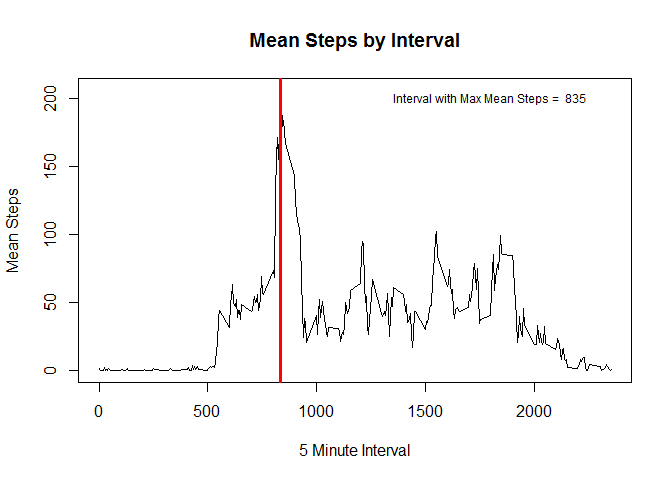 Mean Steps by Interval
Interval with Max Mean Steps =  835
Mean Steps
200
150
100
50
0
0 500 1000 1500 2000
5 Minute Interval